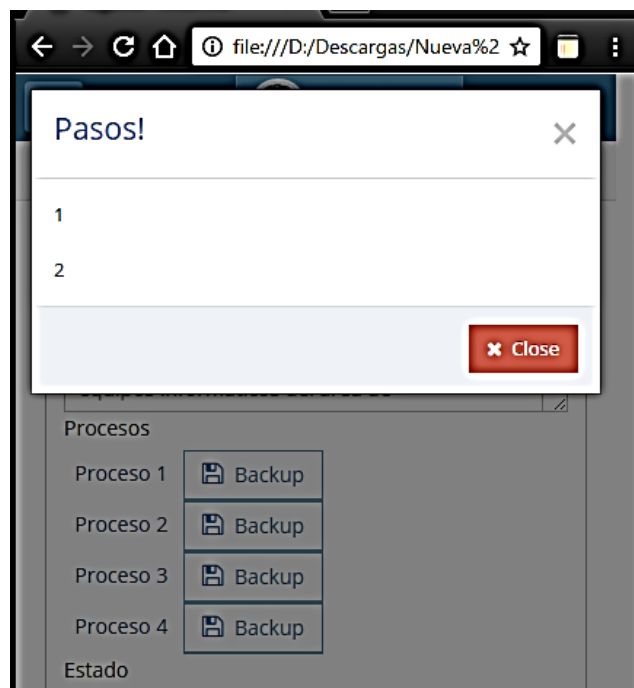 file:///D:/Descargas/Nueva%2
Pasos!
1
2
Close
Procesos
Proceso 1 Backup
Proceso 2 Backup
Proceso 3 Backup
Proceso 4 Backup
Estado